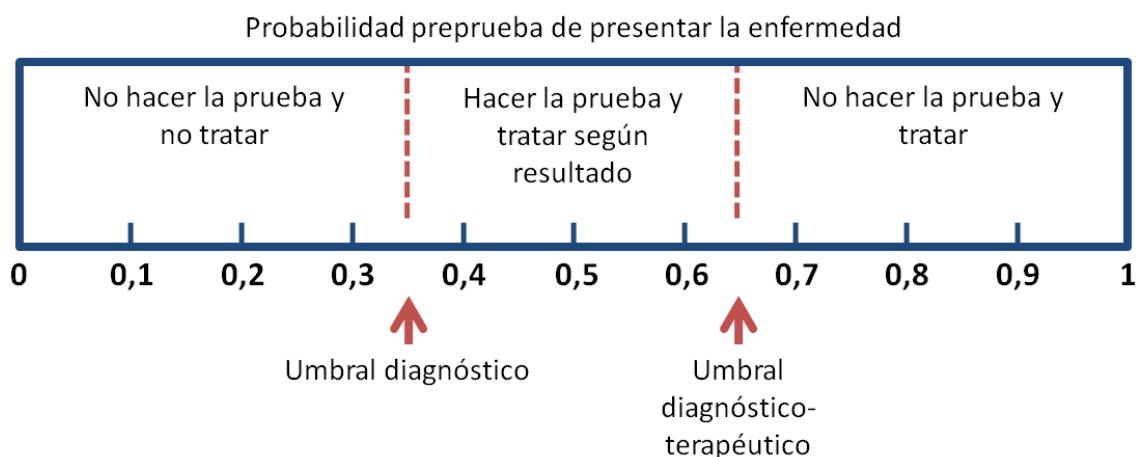 Probabilidad preprueba de presentar la enfermedad
No hacer la prueba y
no tratar
Hacer la prueba y
tratar según
resultado
No hacer la prueba y
tratar
0 0,1 0,2 0,3 0,4 0,5 0,6 0,7 0,8 0,9 1
Umbral diagnóstico
Umbral
diagnóstico-
terapéutico